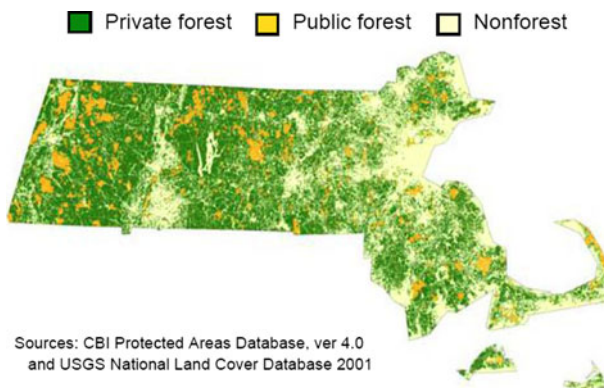 Private forest Public forest Nonforest
Sources: CBI Protected Areas Database, ver 4.0
and USGS National Land Cover Database 2001